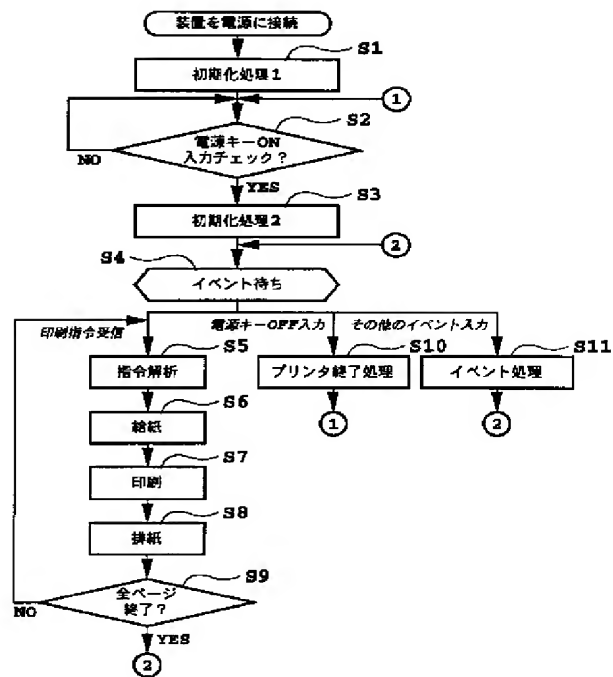 装置を電源に接続
S1
初期化処理1
①
S2
電源キーON
入力チェック?
NO
YES
S3
初期化処理2
②
S4
イベント待ち
印刷指令受信
電源キーOFF入力
その他のイベント入力
S5
指令解析
S10
プリンタ終了処理
S11
イベント処理
S6
給紙
①
②
S7
印刷
S8
排紙
S9
全ページ
終了?
NO
YES
②